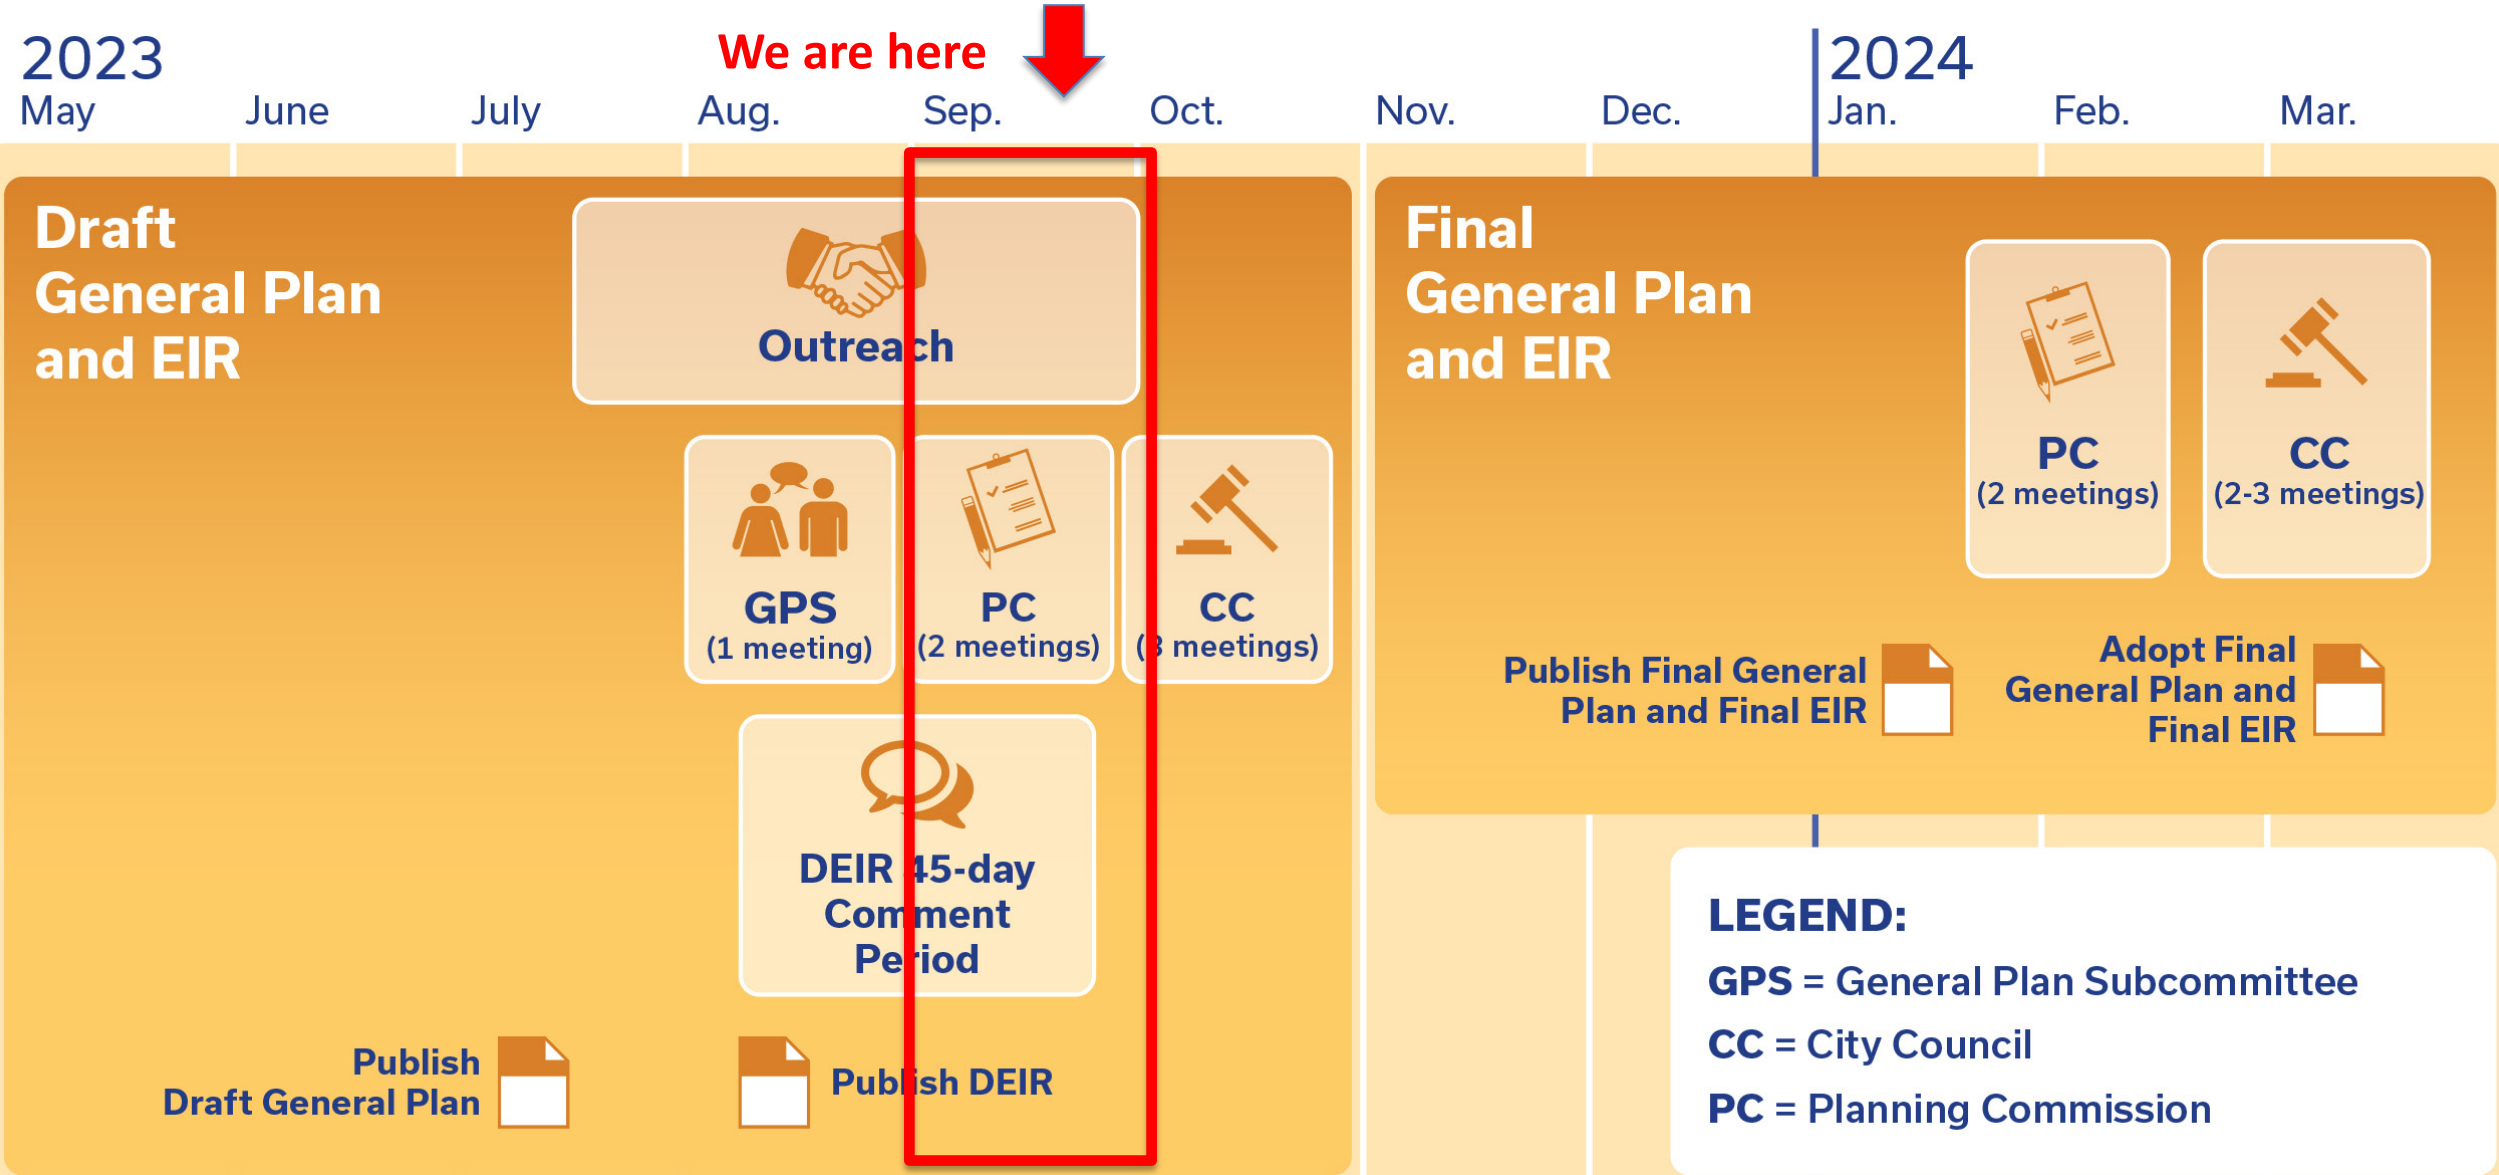 We are here
2023
2024
May
June
July
Aug.
Sep.
Oct.
Nov.
Dec.
Jan.
Feb.
Mar.
Draft
General Plan
and EIR
Outreach
GPS
(1 meeting)
PC
(2 meetings)
CC
(3 meetings)
DEIR 45-day
Comment
Period
Publish
Draft General Plan
Publish DEIR
Final
General Plan
and EIR
PC
(2 meetings)
CC
(2-3 meetings)
Publish Final General
Plan and Final EIR
Adopt Final
General Plan and
Final EIR
LEGEND:
GPS = General Plan Subcommittee
CC = City Council
PC = Planning Commission